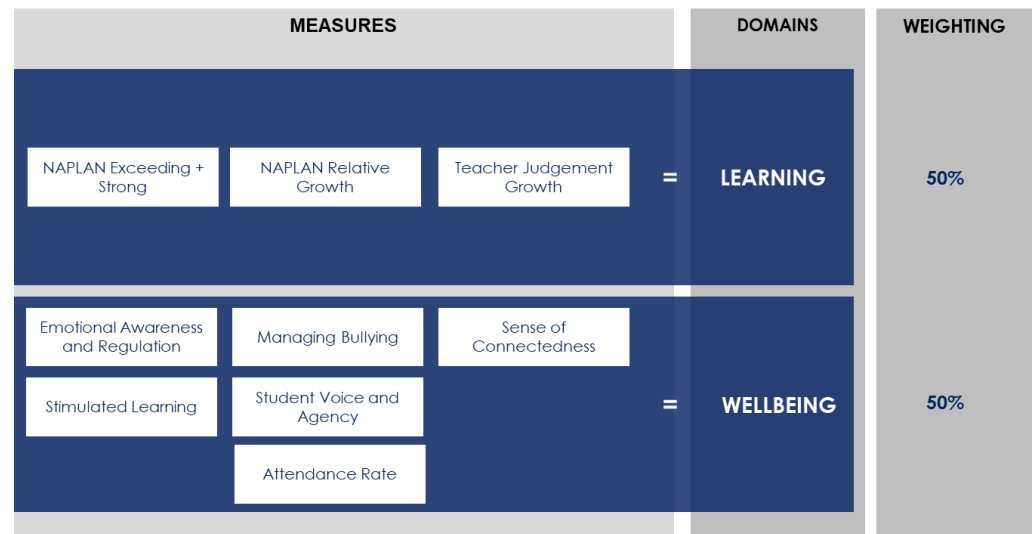 MEASURES
DOMAINS
WEIGHTING
NAPLAN Exceeding +
Strong
NAPLAN Relative
Growth
Teacher Judgement
Growth
=
LEARNING
50%
Emotional Awareness
and Regulation
Managing Bullying
Sense of
Connectedness
Stimulated Learning
Student Voice and
Agency
=
WELLBEING
50%
Attendance Rate